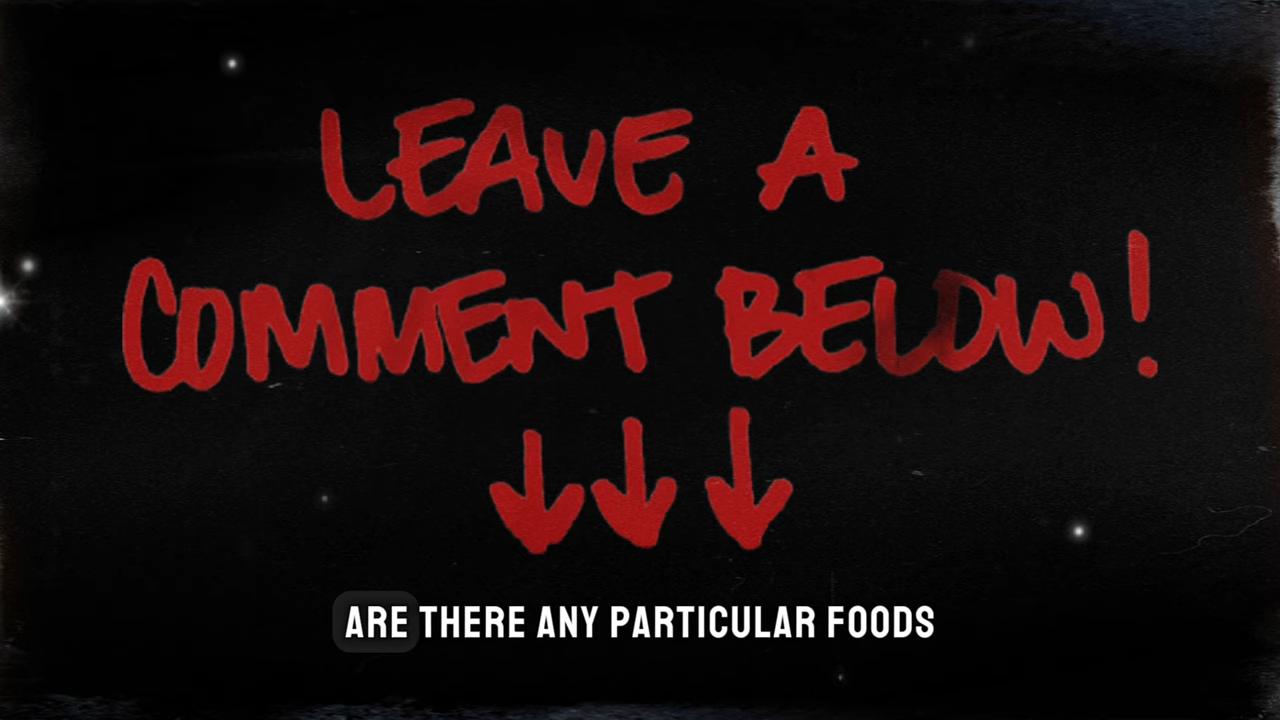 LEAVE A
COMMENT BELOW!
↓↓↓
ARE THERE ANY PARTICULAR FOODS